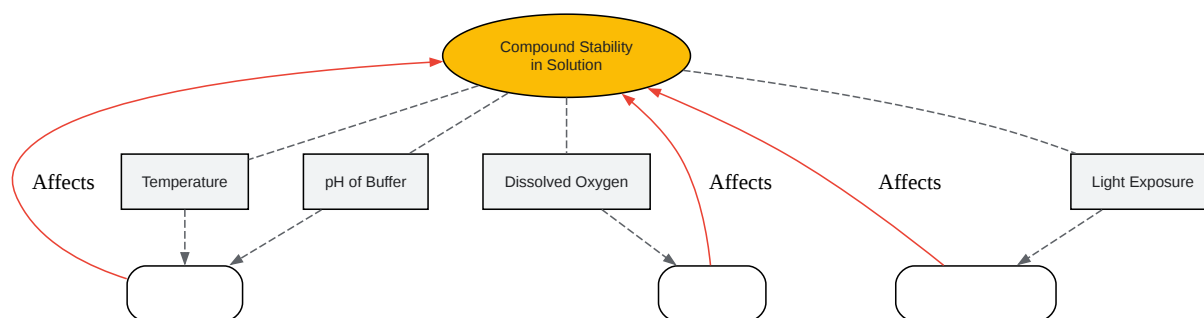 Compound Stability
in Solution
Affects
Temperature
pH of Buffer
Dissolved Oxygen
Affects
Affects
Light Exposure